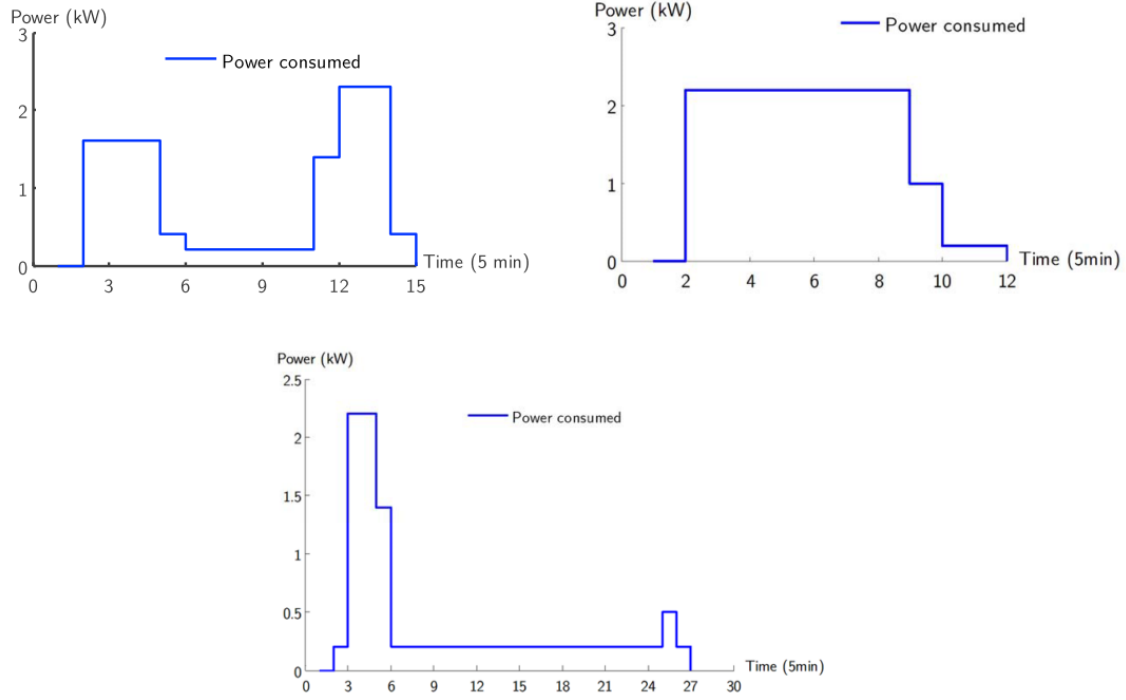 Power (kW)
3
Power consumed
2
1
0
Time (5 min)
0 3 6 9 12 15
Power (kW)
3
Power consumed
2
1
0
Time (5min)
0 2 4 6 8 10 12
Power (kW)
2.5
Power consumed
2
1.5
1
0.5
0
Time (5min)
0 3 6 9 12 15 18 21 24 27 30